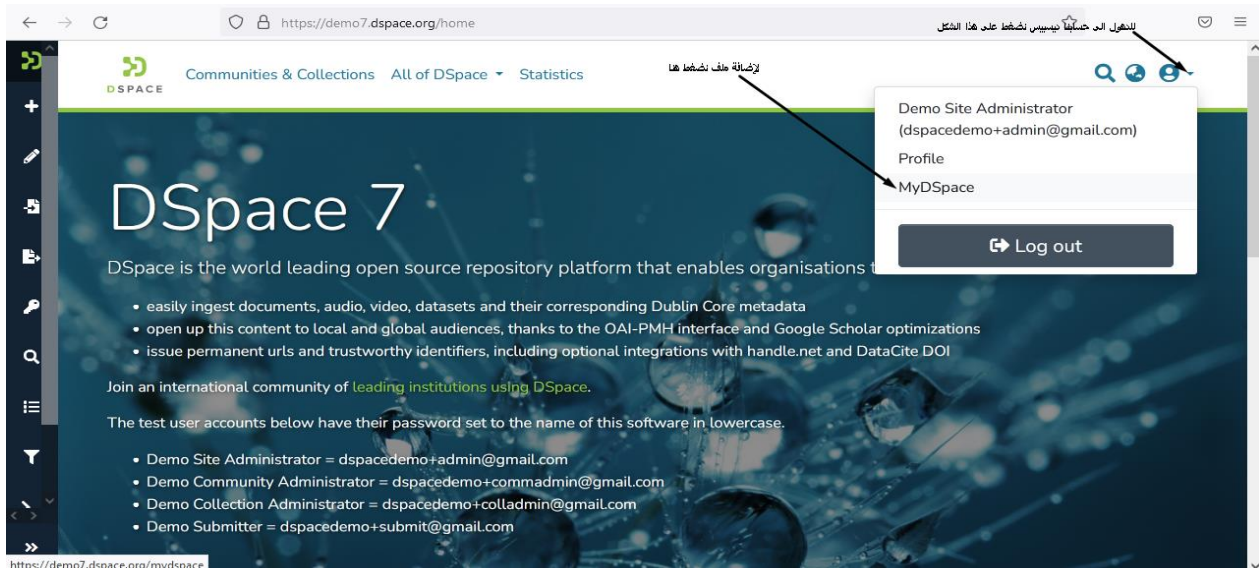 https://demo7.dspace.org/home
للدخول الى حسابنا نضغط على هذا الشكل
DSPACE
Communities & Collections All of DSpace Statistics
لإضافة ملف نضغط هنا
Demo Site Administrator
(dspacedemo+admin@gmail.com)
Profile
MyDSpace
Log out
DSpace 7
DSpace is the world leading open source repository platform that enables organisations
easily ingest documents, audio, video, datasets and their corresponding Dublin Core metadata
open up this content to local and global audiences, thanks to the OAI-PMH interface and Google Scholar optimizations
issue permanent urls and trustworthy identifiers, including optional integrations with handle.net and DataCite DOI
Join an international community of leading institutions using DSpace.
The test user accounts below have their password set to the name of this software in lowercase.
Demo Site Administrator = dspacedemo+admin@gmail.com
Demo Community Administrator = dspacedemo+commadmin@gmail.com
Demo Collection Administrator = dspacedemo+colladmin@gmail.com
Demo Submitter = dspacedemo+submit@gmail.com
https://demo7.dspace.org/mydspace